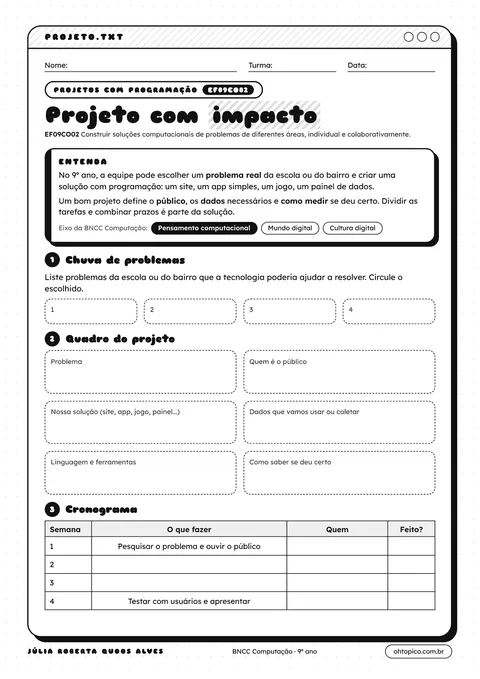 PROJETO.TXT
Nome:
Turma:
Data:
PROJETOS COM PROGRAMAÇÃO EF09CO02
Projeto com impacto
EF09CO02 Construir soluções computacionais de problemas de diferentes áreas, individual e colaborativamente.
ENTENDA
No 9º ano, a equipe pode escolher um problema real da escola ou do bairro e criar uma
solução com programação: um site, um app simples, um jogo, um painel de dados.
Um bom projeto define o público, os dados necessários e como medir se deu certo. Dividir as
tarefas e combinar prazos é parte da solução.
Eixo da BNCC Computação: Pensamento computacional Mundo digital Cultura digital
1 Chuva de problemas
Liste problemas da escola ou do bairro que a tecnologia poderia ajudar a resolver. Circule o
escolhido.
1 2 3 4
2 Quadro do projeto
Problema
Quem é o público
Nossa solução (site, app, jogo, painel...)
Dados que vamos usar ou coletar
Linguagem e ferramentas
Como saber se deu certo
3 Cronograma
Semana O que fazer Quem Feito?
1 Pesquisar o problema e ouvir o público
2
3
4 Testar com usuários e apresentar
JÚLIA ROBERTA QUOOS ALVES
BNCC Computação · 9º ano
ohtopico.com.br